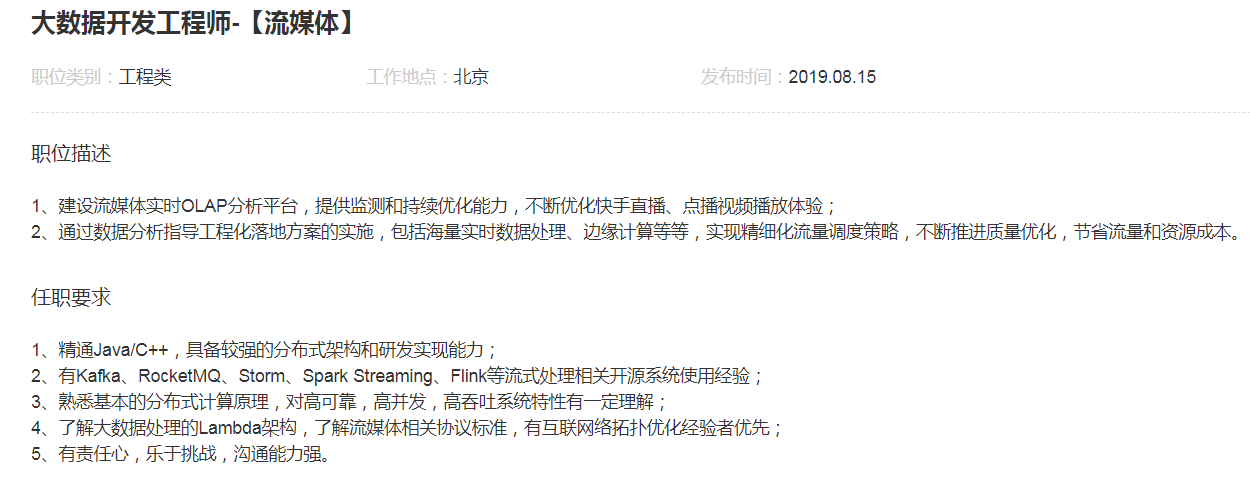 大数据开发工程师-【流媒体】
职位类别：工程类 工作地点：北京 发布时间：2019.08.15
职位描述
1、建设流媒体实时OLAP分析平台，提供监测和持续优化能力，不断优化快手直播、点播视频播放体验；
2、通过数据分析指导工程化落地方案的实施，包括海量实时数据处理、边缘计算等等，实现精细化流量调度策略，不断推进质量优化，节省流量和资源成本。
任职要求
1、精通Java/C++，具备较强的分布式架构和研发实现能力；
2、有Kafka、RocketMQ、Storm、Spark Streaming、Flink等流式处理相关开源系统使用经验；
3、熟悉基本的分布式计算原理，对高可靠，高并发，高吞吐系统特性有一定理解；
4、了解大数据处理的Lambda架构，了解流媒体相关协议标准，有互联网络拓扑优化经验者优先；
5、有责任心，乐于挑战，沟通能力强。